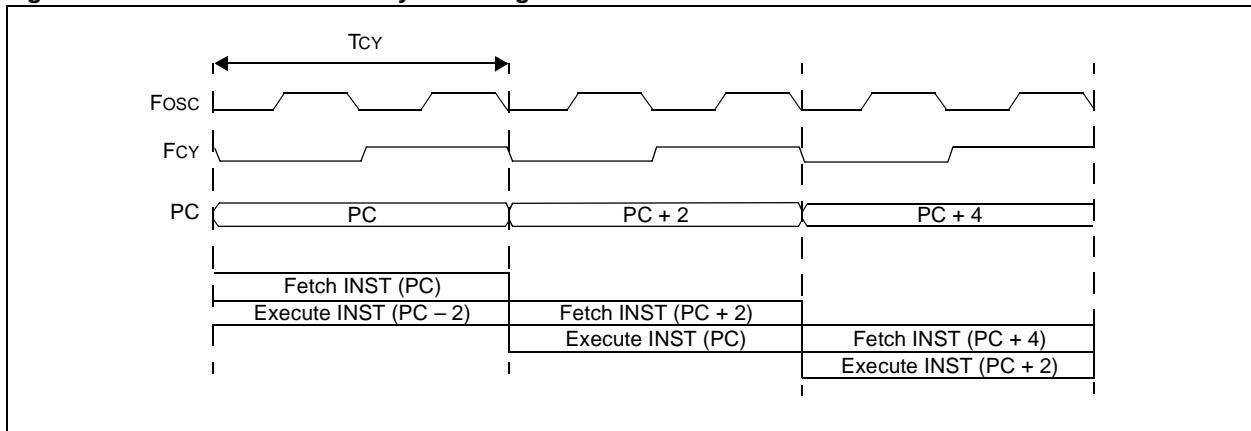 TCY
FOSC
FCY
PC PC PC + 2 PC + 4
Fetch INST (PC)
Execute INST (PC – 2) Fetch INST (PC + 2)
Execute INST (PC) Fetch INST (PC + 4)
Execute INST (PC + 2)